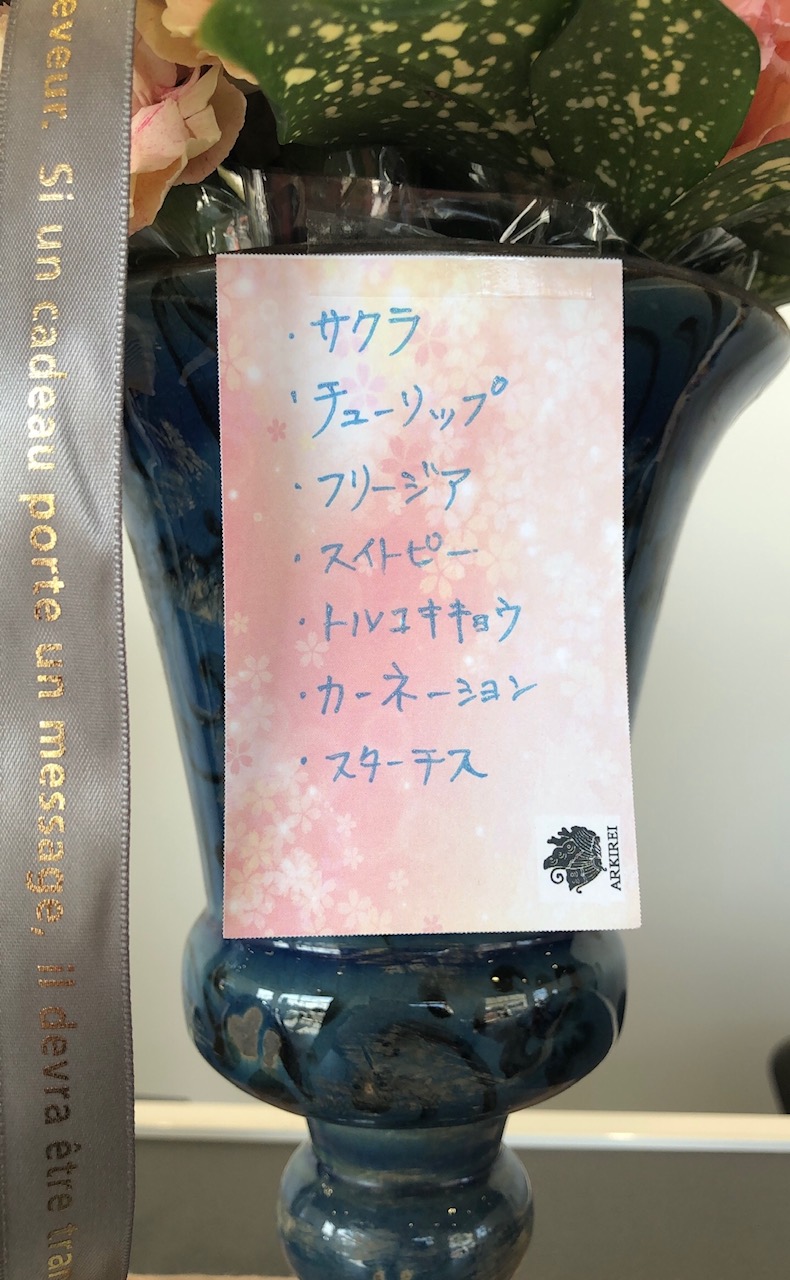 eveur. Si un cadeau porte un message, il devra être tra
・サクラ
・チューリップ
・フリージア
・スイトピー
・トルコキキョウ
・カーネーション
・スターチス
ARKIREI